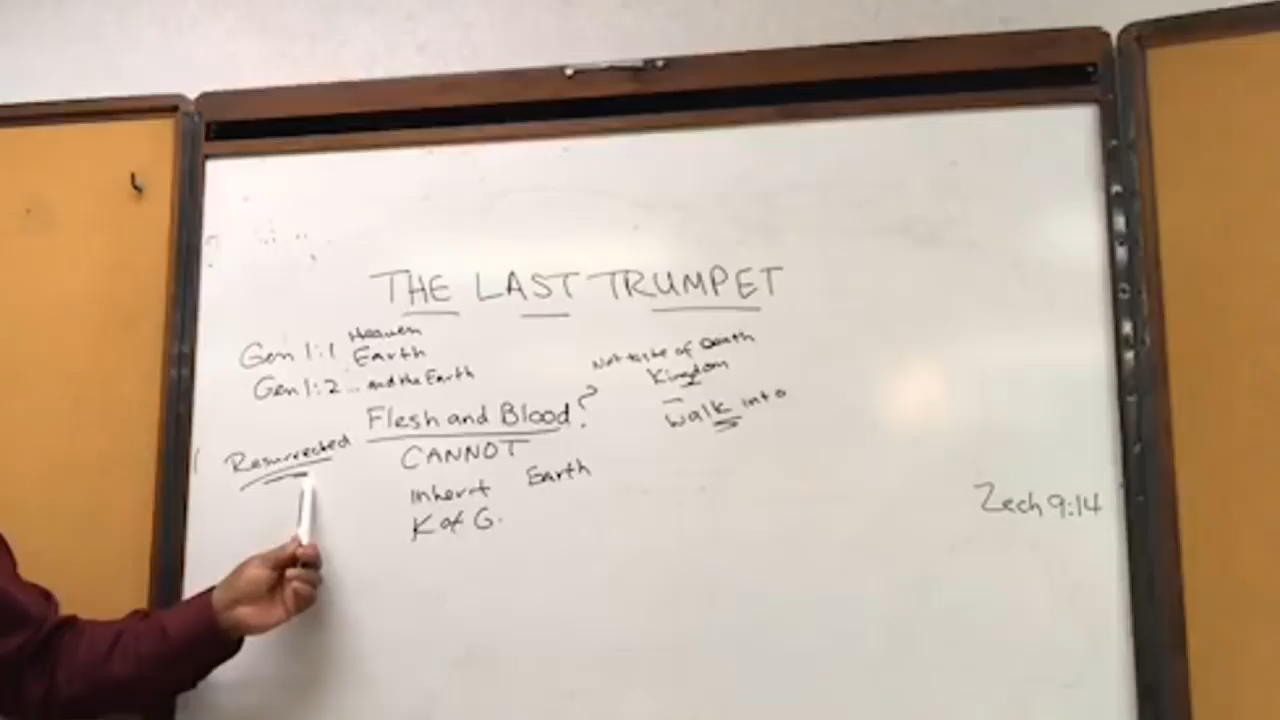 THE LAST TRUMPET
Gen 1:1 Heaven
Earth
Gen 1:2 ... and the Earth
Not taste of Death
Kingdom
walk into
Flesh and Blood?
Resurrected
CANNOT
Inherit Earth
K of G.
Zech 9:14